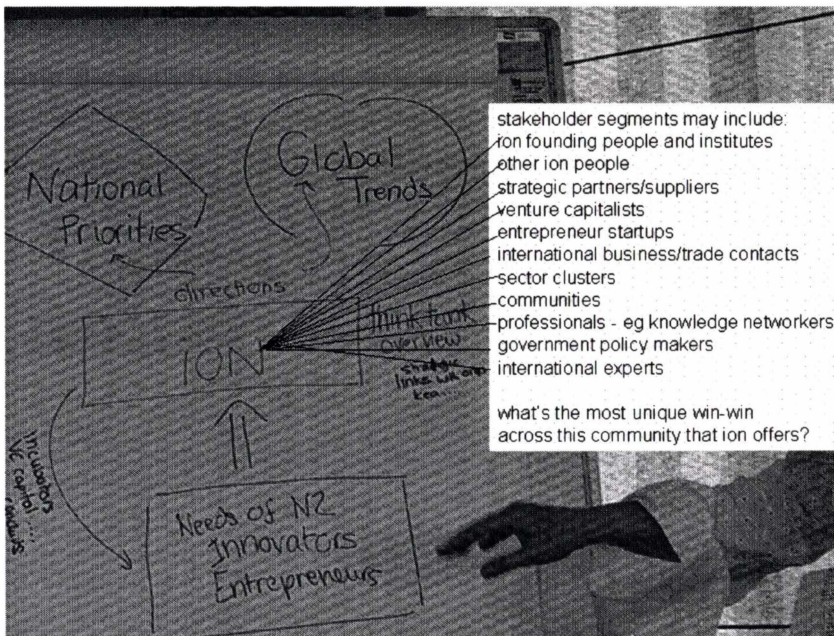 National
Priorities
Global
Trends
directions
ION
think tank
overview
strategic
links
Incubators
VC capital....
Needs of NZ
Innovators
Entrepreneurs
stakeholder segments may include:
ion founding people and institutes
other ion people
strategic partners/suppliers
venture capitalists
entrepreneur startups
international business/trade contacts
sector clusters
communities
professionals - eg knowledge networkers
government policy makers
international experts
what's the most unique win-win
across this community that ion offers?